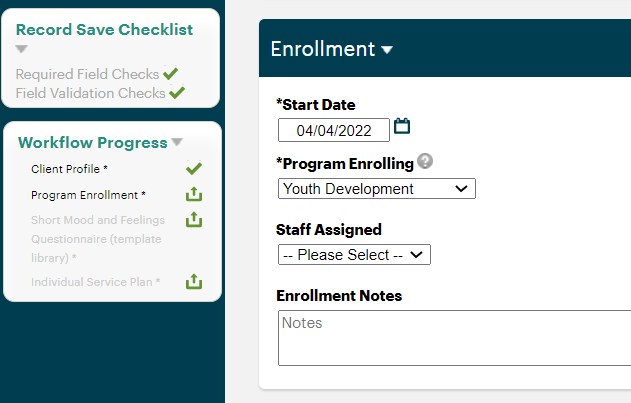 Record Save Checklist
Required Field Checks
Field Validation Checks
Workflow Progress
Client Profile *
Program Enrollment *
Short Mood and Feelings
Questionnaire (template
library) *
Individual Service Plan *
Enrollment
*Start Date
04/04/2022
*Program Enrolling ?
Youth Development
Staff Assigned
-- Please Select --
Enrollment Notes
Notes